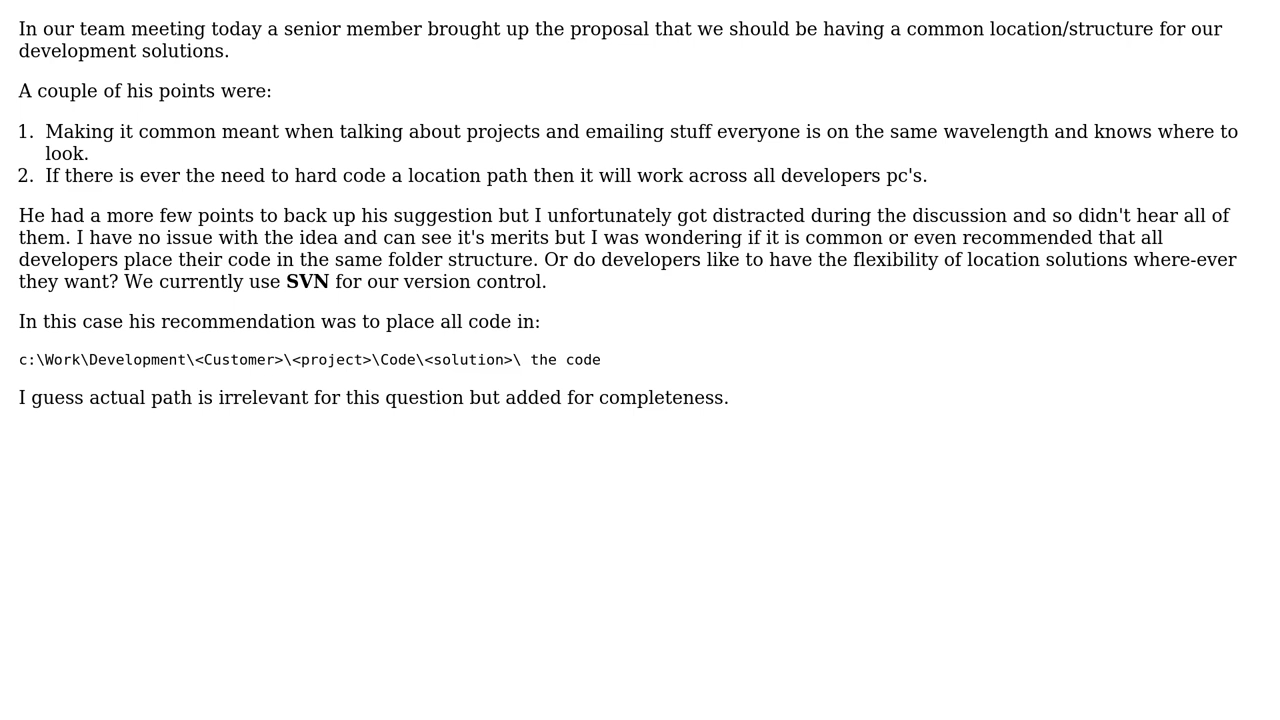 In our team meeting today a senior member brought up the proposal that we should be having a common location/structure for our
development solutions.
A couple of his points were:
1. Making it common meant when talking about projects and emailing stuff everyone is on the same wavelength and knows where to
look.
2. If there is ever the need to hard code a location path then it will work across all developers pc's.
He had a more few points to back up his suggestion but I unfortunately got distracted during the discussion and so didn't hear all of
them. I have no issue with the idea and can see it's merits but I was wondering if it is common or even recommended that all
developers place their code in the same folder structure. Or do developers like to have the flexibility of location solutions where-ever
they want? We currently use SVN for our version control.
In this case his recommendation was to place all code in:
c:\Work\Development\<Customer>\<project>\Code\<solution>\ the code
I guess actual path is irrelevant for this question but added for completeness.